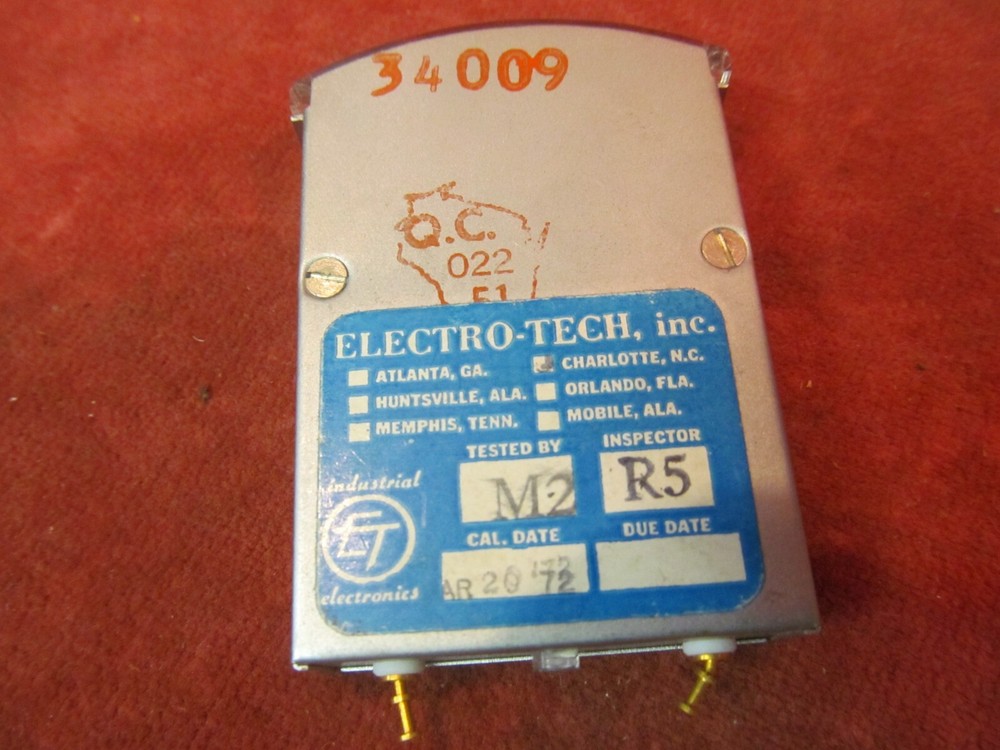 34009
Q.C.
022
51
ELECTRO-TECH, inc.
ATLANTA, GA.
CHARLOTTE, N.C.
HUNTSVILLE, ALA.
ORLANDO, FLA.
MEMPHIS, TENN.
MOBILE, ALA.
TESTED BY
INSPECTOR
M2
R5
industrial
ET
electronics
CAL. DATE
DUE DATE
AR 20 '72